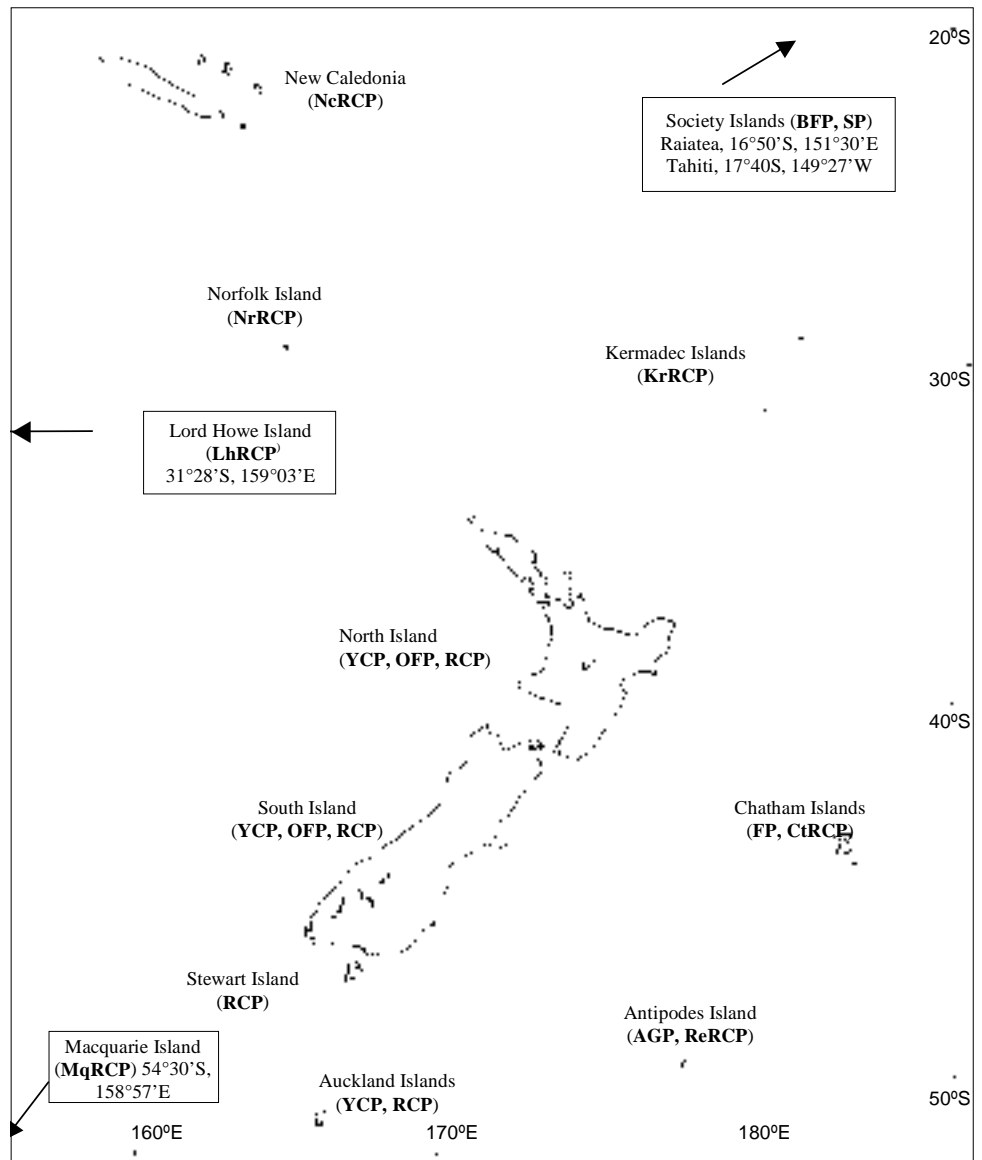 20ºS
New Caledonia
(NcRCP)
Society Islands (BFP, SP)
Raiatea, 16°50’S, 151°30’E
Tahiti, 17°40S, 149°27’W
Norfolk Island
(NrRCP)
Kermadec Islands
(KrRCP)
30ºS
Lord Howe Island
(LhRCP)
31°28’S, 159°03’E
North Island
(YCP, OFP, RCP)
40ºS
South Island
(YCP, OFP, RCP)
Chatham Islands
(FP, CtRCP)
Stewart Island
(RCP)
Antipodes Island
(AGP, ReRCP)
Macquarie Island
(MqRCP) 54°30’S,
158°57’E
Auckland Islands
(YCP, RCP)
50ºS
160ºE
170ºE
180ºE